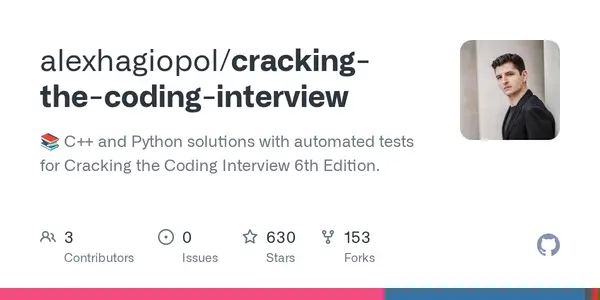 alexhagiopol/cracking-
the-coding-interview
📚 C++ and Python solutions with automated tests
for Cracking the Coding Interview 6th Edition.
3 0 630 153
Contributors Issues Stars Forks